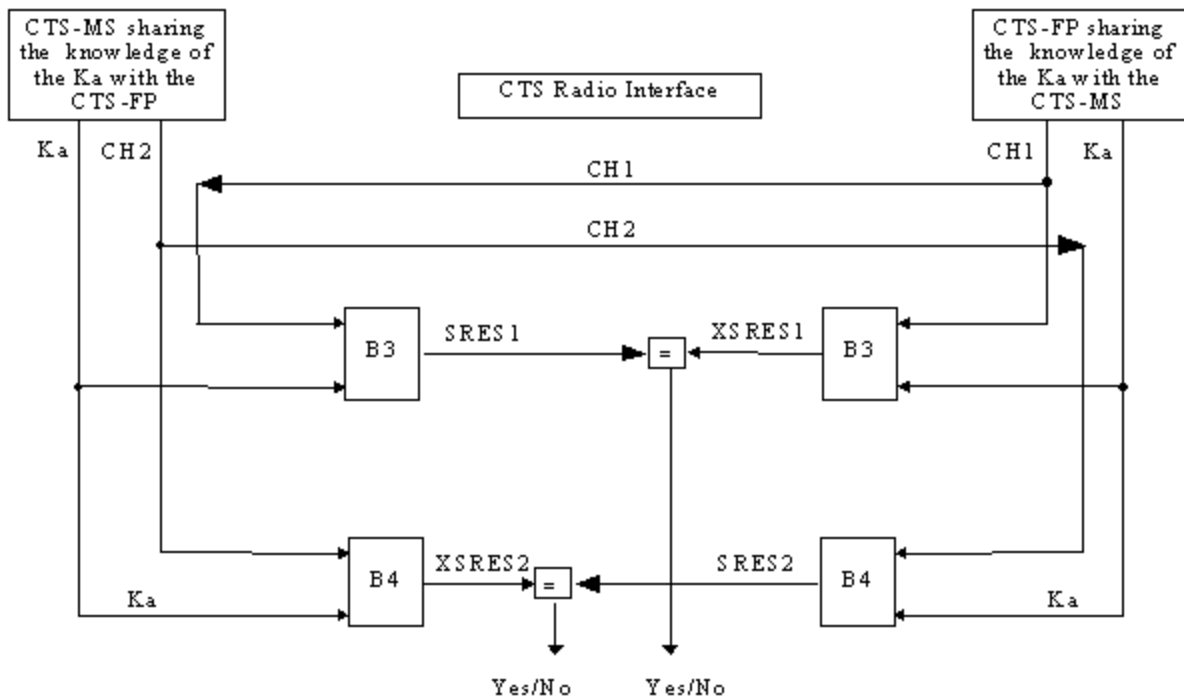 CTS-MS sharing
the knowledge of
the Ka with the
CTS-FP
CTS-FP sharing
the knowledge of
the Ka with the
CTS-MS
CTS Radio Interface
Ka
CH2
CH1
Ka
CH1
CH2
B3
SRES1
=
XSRES1
B3
B4
XSRES2
=
SRES2
B4
Ka
Ka
Yes/No
Yes/No